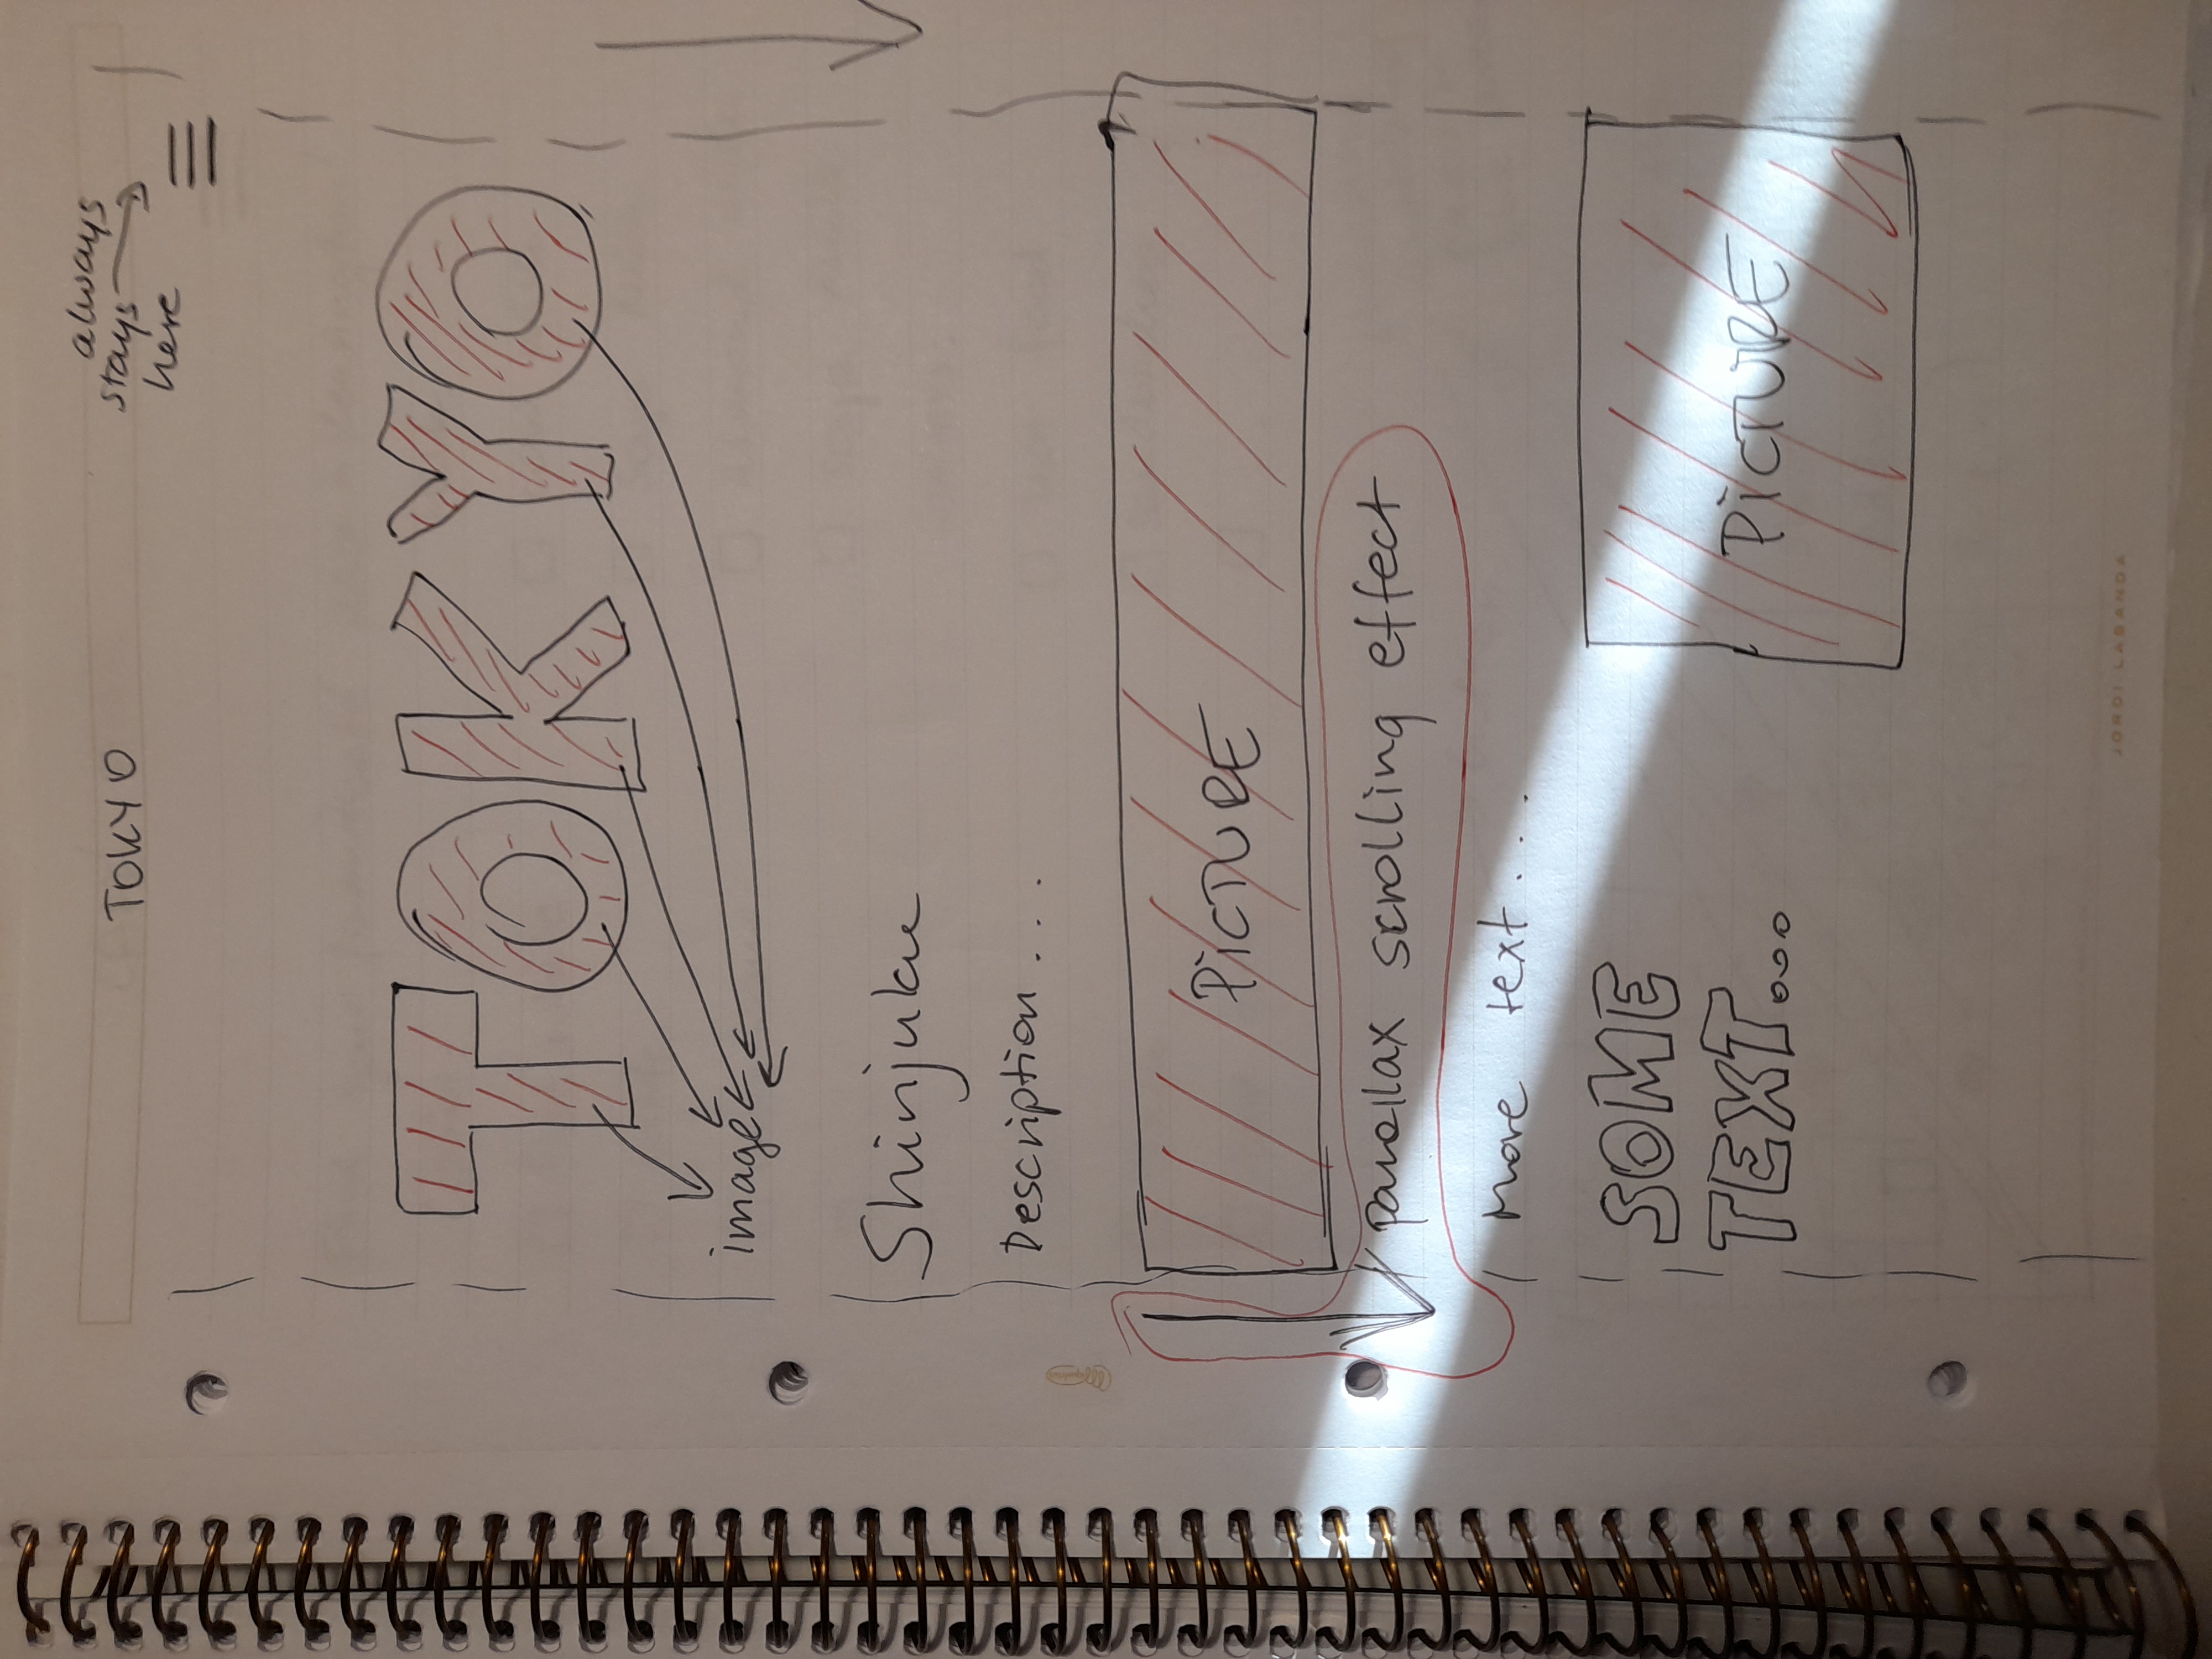 TOKYO
always
stays
here
TOKYO
image
Shinjuku
Description...
PiCTURE
parallax scrolling effect
More text...
SOME
TEXT...
PiCTURE
JORDI LABANDA